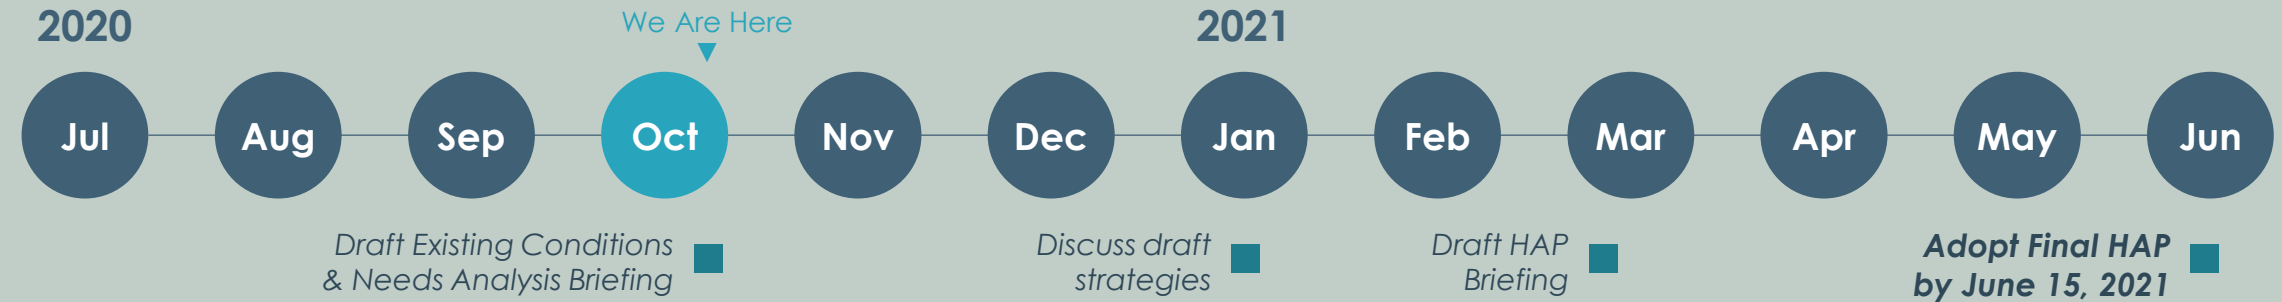 2020
We Are Here
2021
Jul
Aug
Sep
Oct
Nov
Dec
Jan
Feb
Mar
Apr
May
Jun
Draft Existing Conditions
& Needs Analysis Briefing
Discuss draft
strategies
Draft HAP
Briefing
Adopt Final HAP
by June 15, 2021